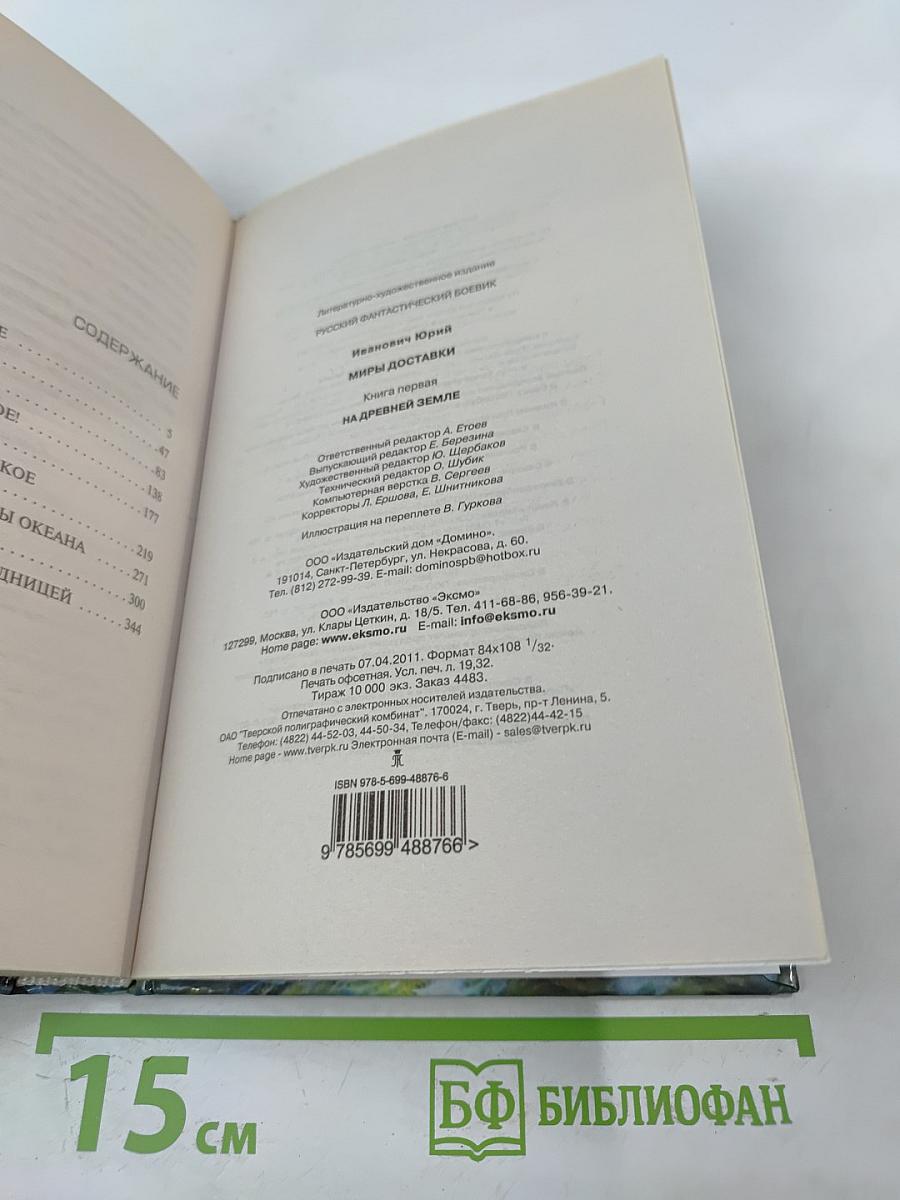 СОДЕРЖАНИЕ
Е ........ 5
........ 47
ОЕ! ........ 83
........ 138
КОЕ ........ 177
........ 219
Ы ОКЕАНА ........ 271
........ 300
ДНИЦЕЙ ........ 344
Литературно-художественное издание
РУССКИЙ ФАНТАСТИЧЕСКИЙ БОЕВИК
Иванович Юрий
МИРЫ ДОСТАВКИ
Книга первая
НА ДРЕВНЕЙ ЗЕМЛЕ
Ответственный редактор А. Етоев
Выпускающий редактор Е. Березина
Художественный редактор Ю. Щербаков
Технический редактор О. Шубик
Компьютерная верстка В. Сергеев
Корректоры Л. Ершова, Е. Шнитникова
Иллюстрация на переплете В. Гуркова
ООО «Издательский дом «Домино».
191014, Санкт-Петербург, ул. Некрасова, д. 60.
Тел. (812) 272-99-39. E-mail: dominospb@hotbox.ru
ООО «Издательство «Эксмо»
127299, Москва, ул. Клары Цеткин, д. 18/5. Тел. 411-68-86, 956-39-21.
Home page: www.eksmo.ru E-mail: info@eksmo.ru
Подписано в печать 07.04.2011. Формат 84x108 1/32.
Печать офсетная. Усл. печ. л. 19,32.
Тираж 10 000 экз. Заказ 4483.
Отпечатано с электронных носителей издательства.
ОАО "Тверской полиграфический комбинат". 170024, г. Тверь, пр-т Ленина, 5.
Телефон: (4822) 44-52-03, 44-50-34, Телефон/факс: (4822)44-42-15
Home page - www.tverpk.ru Электронная почта (E-mail) - sales@tverpk.ru
ISBN 978-5-699-48876-6
9 785699 488766 >
15 см
БФ БИБЛИОФАН